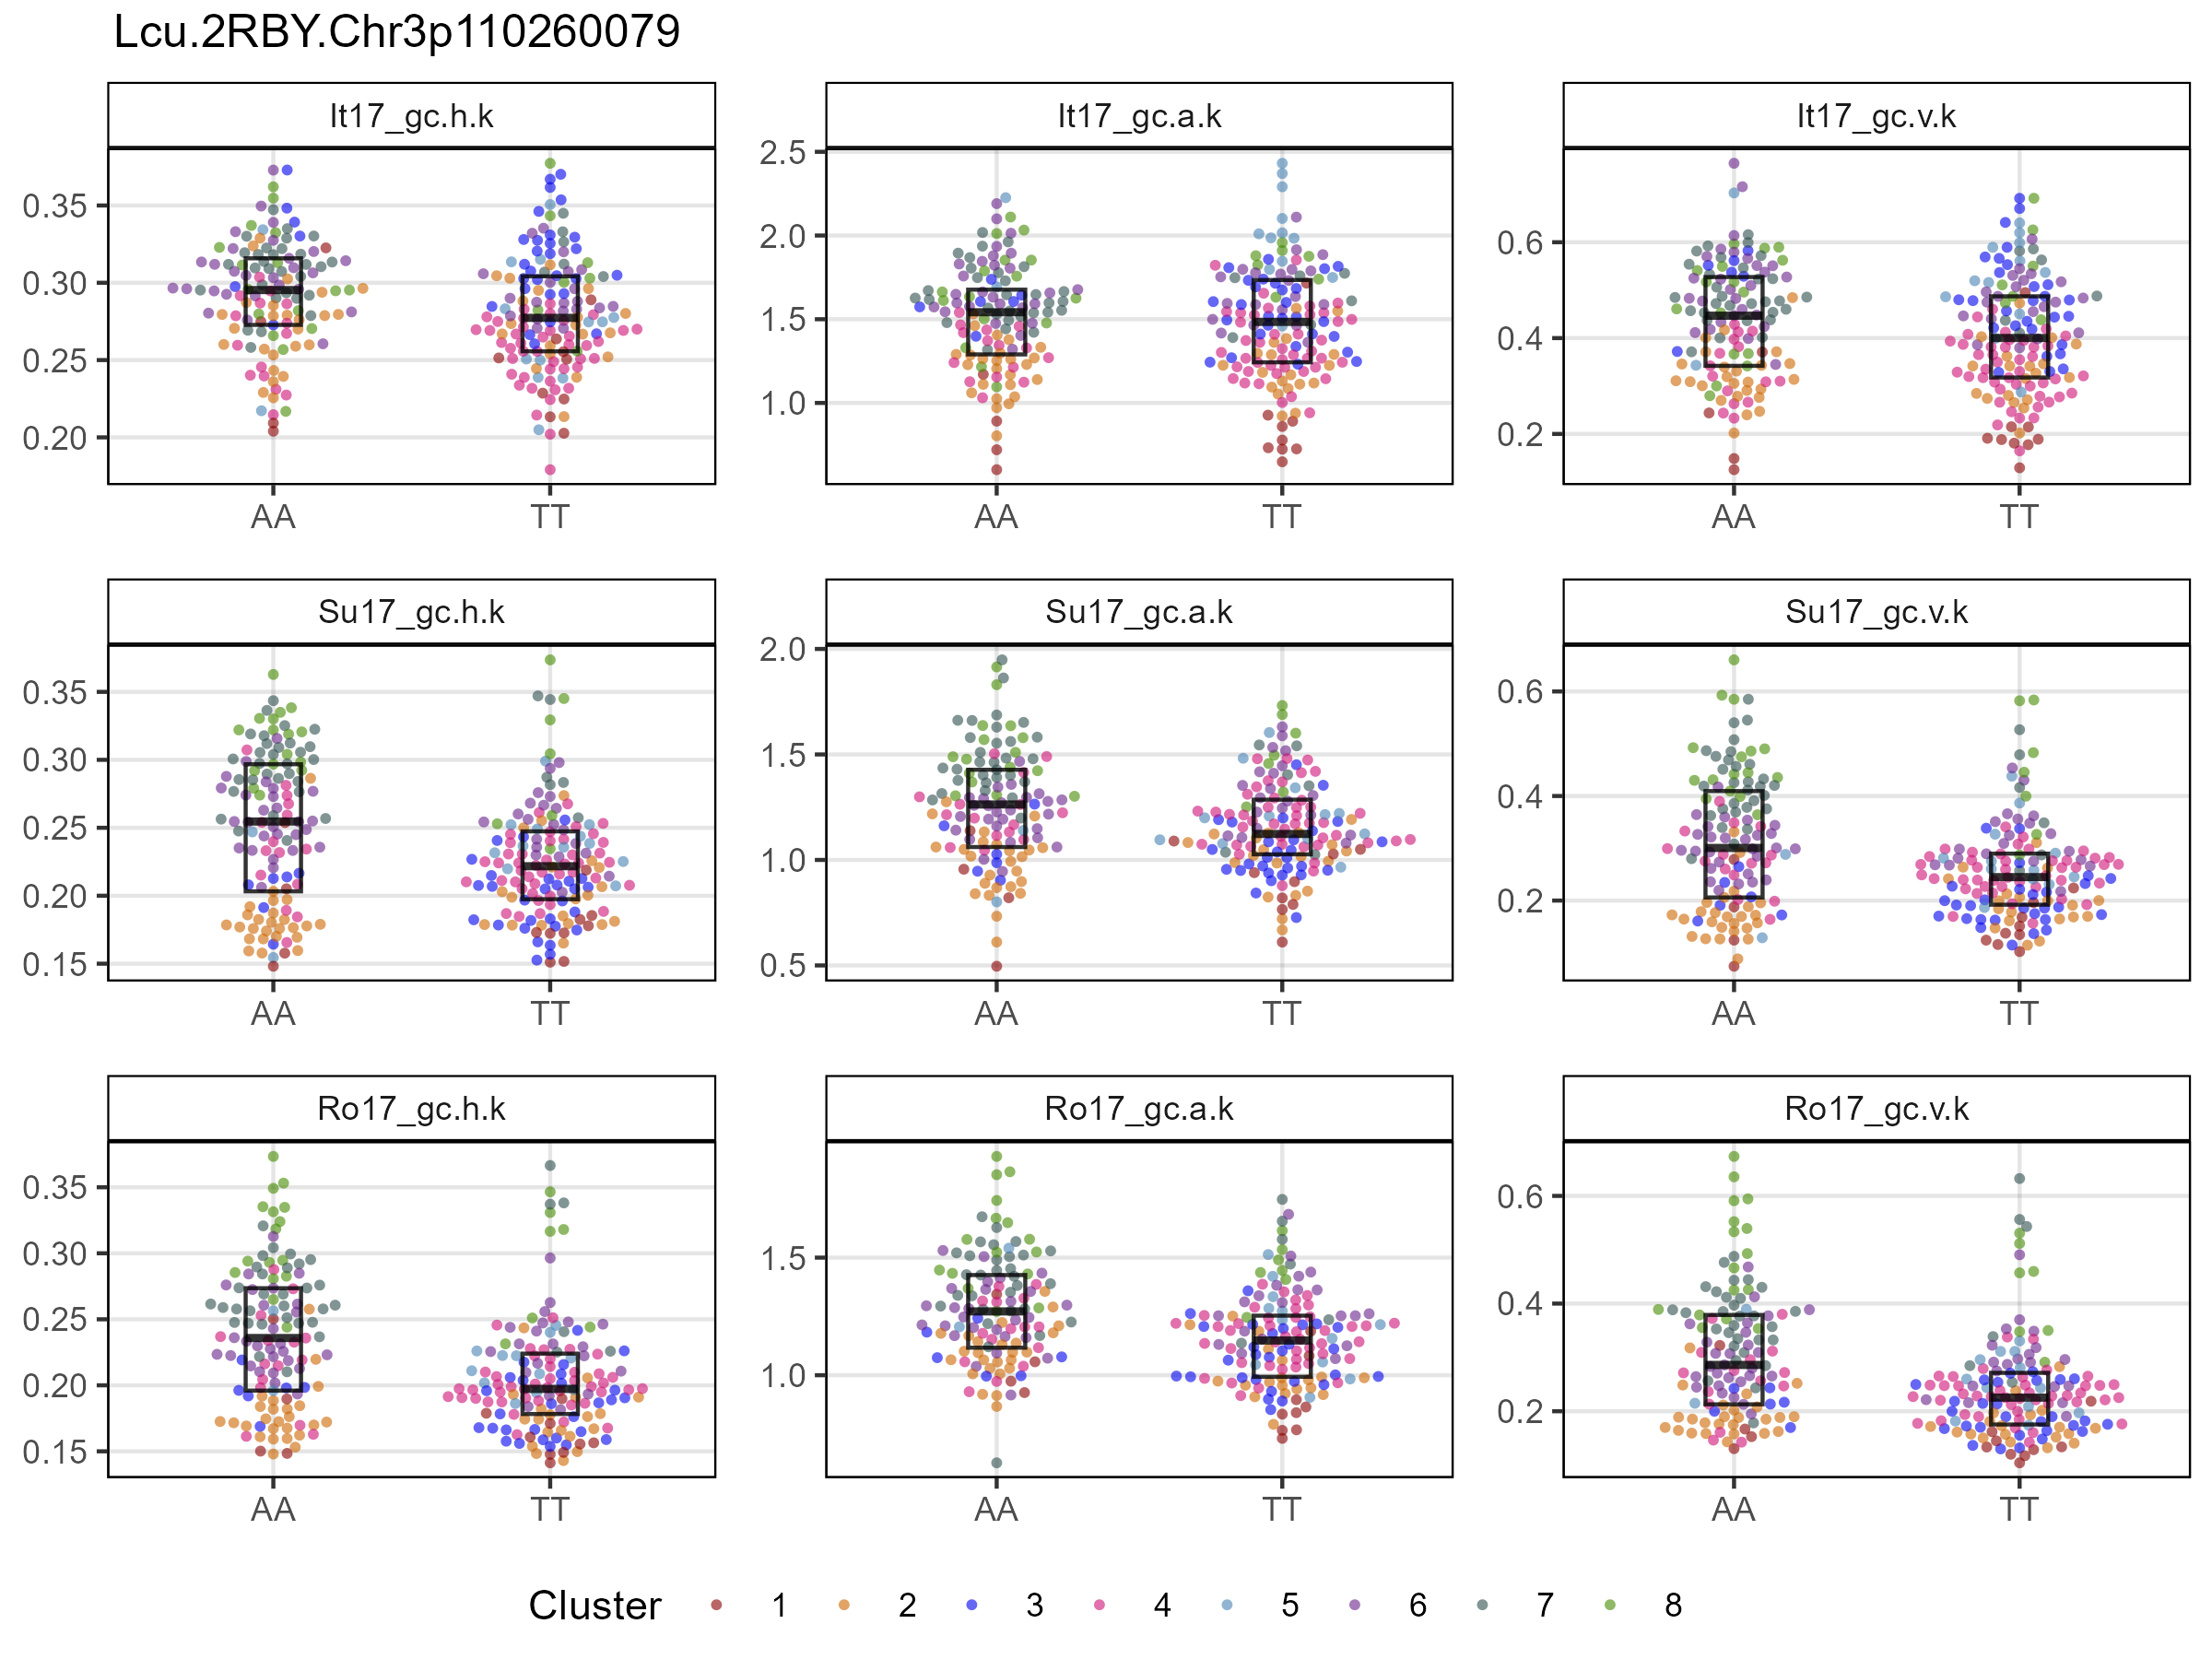 Lcu.2RBY.Chr3p110260079
It17_gc.h.k
It17_gc.a.k
It17_gc.v.k
0.35
0.30
0.25
0.20
2.5
2.0
1.5
1.0
0.6
0.4
0.2
AA
TT
AA
TT
AA
TT
Su17_gc.h.k
Su17_gc.a.k
Su17_gc.v.k
0.35
0.30
0.25
0.20
0.15
2.0
1.5
1.0
0.5
0.6
0.4
0.2
AA
TT
AA
TT
AA
TT
Ro17_gc.h.k
Ro17_gc.a.k
Ro17_gc.v.k
0.35
0.30
0.25
0.20
0.15
1.5
1.0
0.6
0.4
0.2
AA
TT
AA
TT
AA
TT
Cluster 1 2 3 4 5 6 7 8